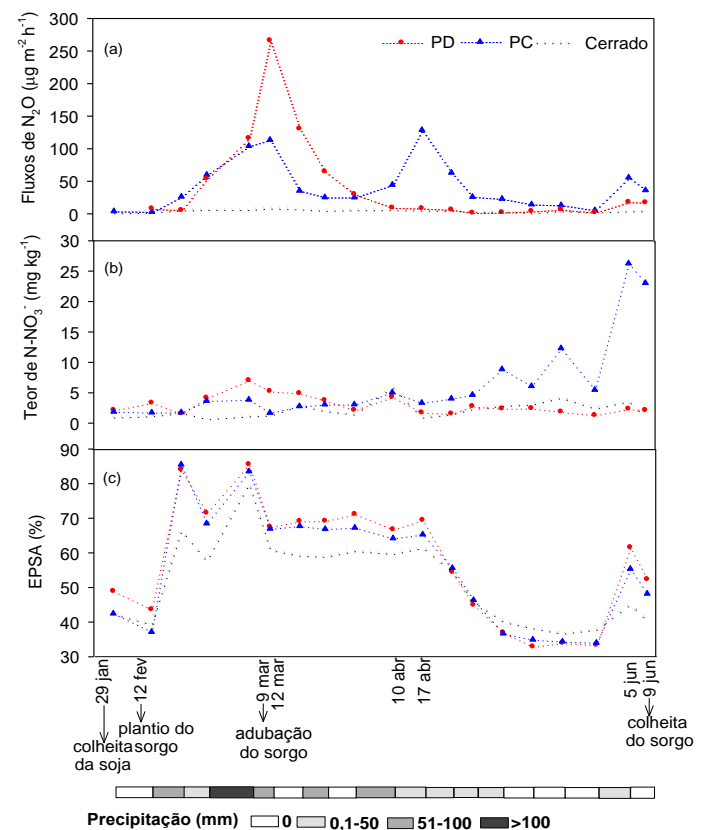 300
250
200
150
100
50
0
Fluxos de N₂O (µg m⁻² h⁻¹)
(a)
PD PC Cerrado
30
25
20
15
10
5
0
Teor de N-NO₃⁻ (mg kg⁻¹)
(b)
90
80
70
60
50
40
30
EPSA (%)
(c)
29 jan
12 fev
9 mar
12 mar
10 abr
17 abr
5 jun
9 jun
colheita da soja
plantio do sorgo
adubação do sorgo
colheita do sorgo
Precipitação (mm) 0 0,1-50 51-100 >100